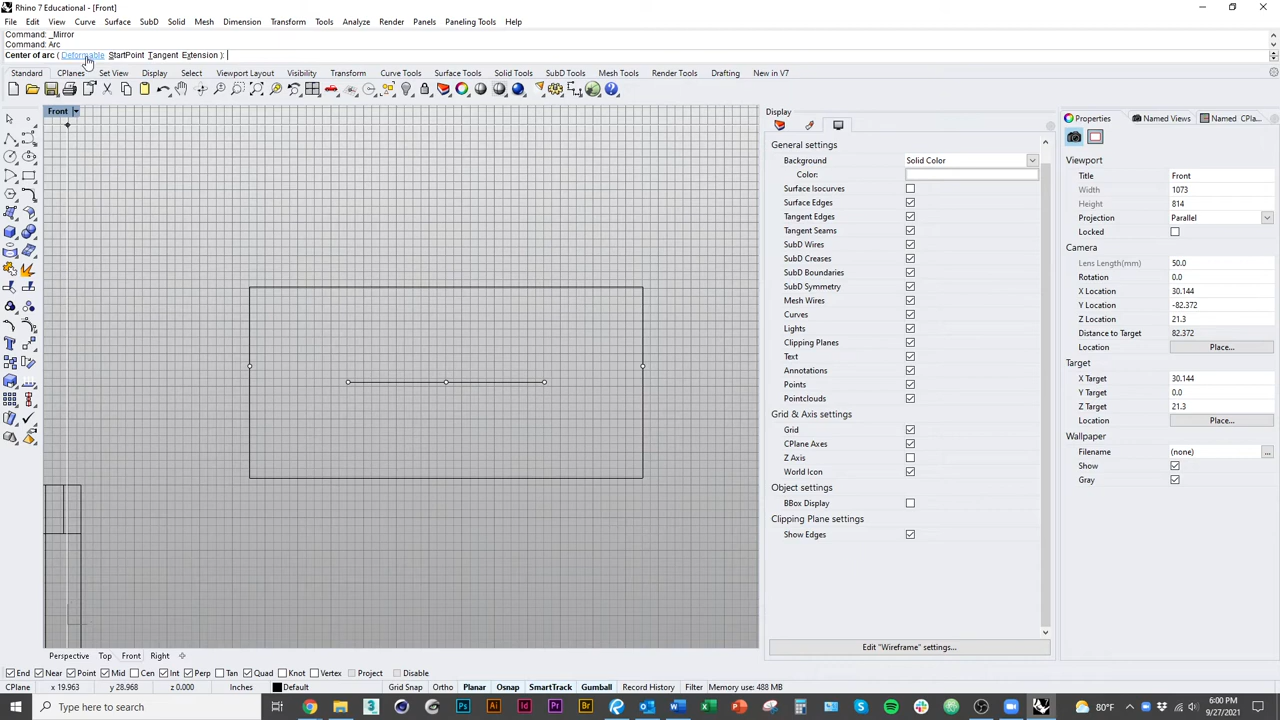 Rhino 7 Educational - [Front]
File Edit View Curve Surface SubD Solid Mesh Dimension Transform Tools Analyze Render Panels Paneling Tools Help
Command: _Mirror
Command: Arc
Center of arc ( Deformable StartPoint Tangent Extension ):
Standard CPlanes Set View Display Select Viewport Layout Visibility Transform Curve Tools Surface Tools Solid Tools SubD Tools Mesh Tools Render Tools Drafting New in V7
Front
Display
General settings
Background Solid Color
Color:
Surface Isocurves
Surface Edges
Tangent Edges
Tangent Seams
SubD Wires
SubD Creases
SubD Boundaries
SubD Symmetry
Mesh Wires
Curves
Lights
Clipping Planes
Text
Annotations
Points
Pointclouds
Grid & Axis settings
Grid
CPlane Axes
Z Axis
World Icon
Object settings
BBox Display
Clipping Plane settings
Show Edges
Edit "Wireframe" settings...
Properties Named Views Named CPla...
Viewport
Title Front
Width 1073
Height 814
Projection Parallel
Locked
Camera
Lens Length(mm) 50.0
Rotation 0.0
X Location 30.144
Y Location -82.372
Z Location 21.3
Distance to Target 82.372
Location Place...
Target
X Target 30.144
Y Target 0.0
Z Target 21.3
Location Place...
Wallpaper
Filename (none) ...
Show
Gray
Perspective Top Front Right
End Near Point Mid Cen Int Perp Tan Quad Knot Vertex Project Disable
CPlane x 19.963 y 28.968 z 0.000 Inches Default Grid Snap Ortho Planar Osnap SmartTrack Gumball Record History Filter Memory use: 488 MB
Type here to search
3
Ps Ai Id Pr Br
80°F
6:00 PM
9/27/2021